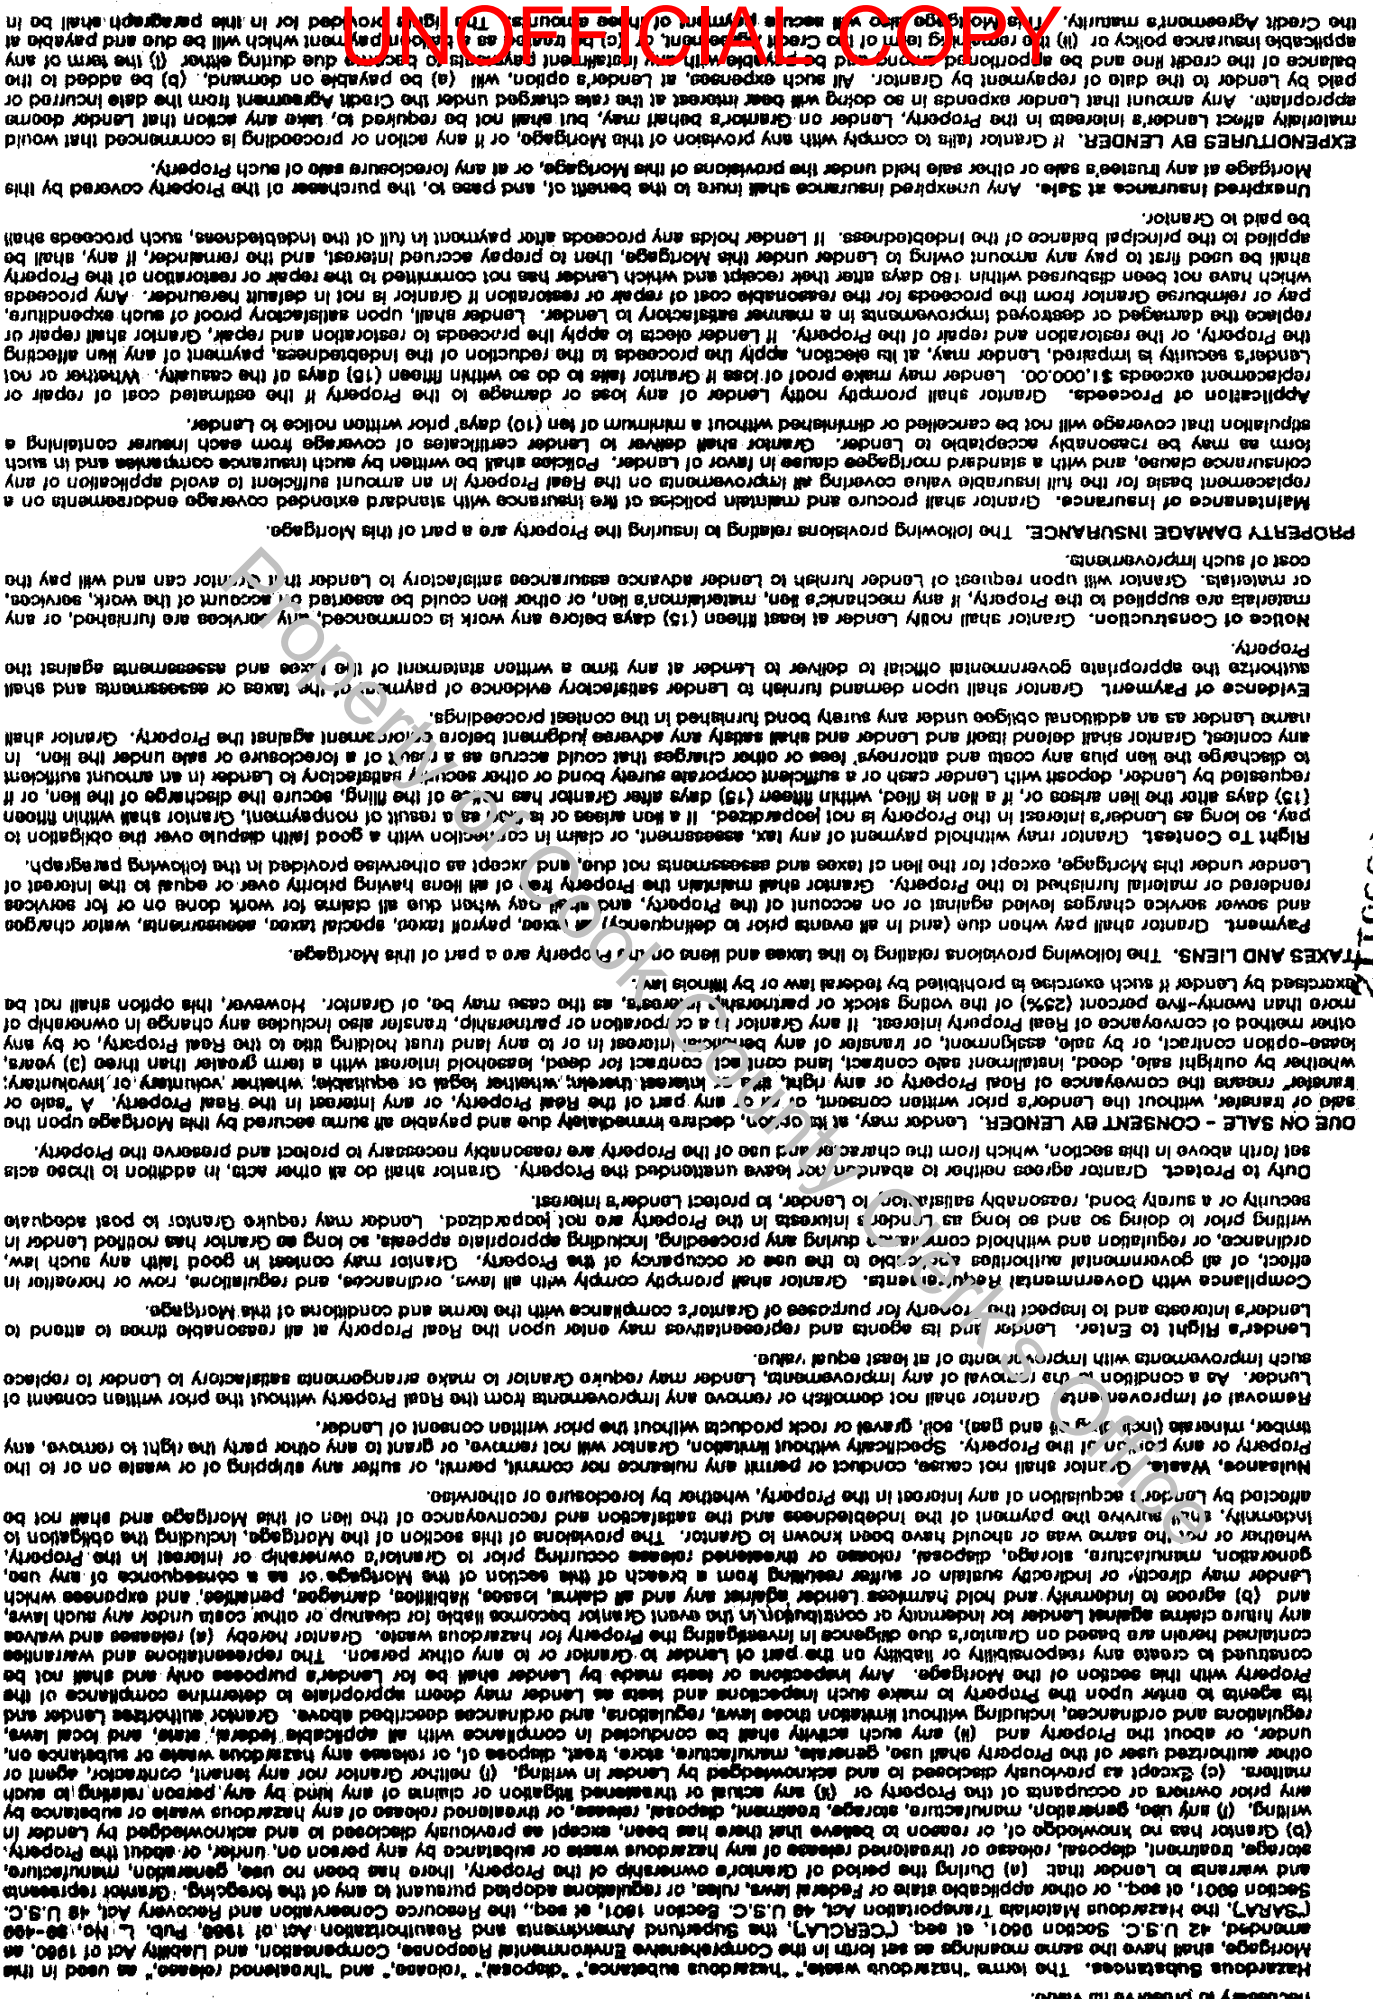 UNOFFICIAL COPY
necessary to preserve its value.
Hazardous Substances. The terms "hazardous waste," "hazardous substance," "disposal," "release," and "threatened release," as used in this
Mortgage, shall have the same meanings as set forth in the Comprehensive Environmental Response, Compensation, and Liability Act of 1980, as
amended, 42 U.S.C. Section 9601, et seq. ("CERCLA"), the Superfund Amendments and Reauthorization Act of 1986, Pub. L. No. 99-499
("SARA"), the Hazardous Materials Transportation Act, 49 U.S.C. Section 1801, et seq., the Resource Conservation and Recovery Act, 49 U.S.C.
Section 6901, et seq., or other applicable state or Federal laws, rules, or regulations adopted pursuant to any of the foregoing. Grantor represents
and warrants to Lender that: (a) During the period of Grantor's ownership of the Property, there has been no use, generation, manufacture,
storage, treatment, disposal, release or threatened release of any hazardous waste or substance by any person on, under, or about the Property.
(b) Grantor has no knowledge of, or reason to believe that there has been, except as previously disclosed to and acknowledged by Lender in
writing, (i) any use, generation, manufacture, storage, treatment, disposal, release, or threatened release of any hazardous waste or substance by
any prior owners or occupants of the Property or (ii) any actual or threatened litigation or claims of any kind by any person relating to such
matters. (c) Except as previously disclosed to and acknowledged by Lender in writing, (i) neither Grantor nor any tenant, contractor, agent or
other authorized user of the Property shall use, generate, manufacture, store, treat, dispose of, or release any hazardous waste or substance on,
under, or about the Property and (ii) any such activity shall be conducted in compliance with all applicable federal, state, and local laws,
regulations and ordinances, including without limitation those laws, regulations, and ordinances described above. Grantor authorizes Lender and
its agents to enter upon the Property to make such inspections and tests as Lender may deem appropriate to determine compliance of the
Property with this section of the Mortgage. Any inspections or tests made by Lender shall be for Lender's purposes only and shall not be
construed to create any responsibility or liability on the part of Lender to Grantor or to any other person. The representations and warranties
contained herein are based on Grantor's due diligence in investigating the Property for hazardous waste. Grantor hereby (a) releases and waives
any future claims against Lender for indemnity or contribution in the event Grantor becomes liable for cleanup or other costs under any such laws,
and (b) agrees to indemnify and hold harmless Lender against any and all claims, losses, liabilities, damages, penalties, and expenses which
Lender may directly or indirectly sustain or suffer resulting from a breach of this section of the Mortgage or as a consequence of any use,
generation, manufacture, storage, disposal, release or threatened release occurring prior to Grantor's ownership or interest in the Property,
whether or not the same was or should have been known to Grantor. The provisions of this section of the Mortgage, including the obligation to
indemnify, shall survive the payment of the Indebtedness and the satisfaction and reconveyance of the lien of this Mortgage and shall not be
affected by Lender's acquisition of any interest in the Property, whether by foreclosure or otherwise.
Nuisance, Waste. Grantor shall not cause, conduct or permit any nuisance nor commit, permit, or suffer any stripping of or waste on or to the
Property or any portion of the Property. Specifically without limitation, Grantor will not remove, or grant to any other party the right to remove, any
timber, minerals (including oil and gas), soil, gravel or rock products without the prior written consent of Lender.
Removal of Improvements. Grantor shall not demolish or remove any Improvements from the Real Property without the prior written consent of
Lender. As a condition to the removal of any Improvements, Lender may require Grantor to make arrangements satisfactory to Lender to replace
such Improvements with Improvements of at least equal value.
Lender's Right to Enter. Lender and its agents and representatives may enter upon the Real Property at all reasonable times to attend to
Lender's interests and to inspect the Property for purposes of Grantor's compliance with the terms and conditions of this Mortgage.
Compliance with Governmental Requirements. Grantor shall promptly comply with all laws, ordinances, and regulations, now or hereafter in
effect, of all governmental authorities applicable to the use or occupancy of the Property. Grantor may contest in good faith any such law,
ordinance, or regulation and withhold compliance during any proceeding, including appropriate appeals, so long as Grantor has notified Lender in
writing prior to doing so and so long as Lender's interests in the Property are not jeopardized. Lender may require Grantor to post adequate
security or a surety bond, reasonably satisfactory to Lender, to protect Lender's interest.
Duty to Protect. Grantor agrees neither to abandon nor leave unattended the Property. Grantor shall do all other acts, in addition to those acts
set forth above in this section, which from the character and use of the Property are reasonably necessary to protect and preserve the Property.
DUE ON SALE - CONSENT BY LENDER. Lender may, at its option, declare immediately due and payable all sums secured by this Mortgage upon the
sale or transfer, without the Lender's prior written consent, of all or any part of the Real Property, or any interest in the Real Property. A "sale or
transfer" means the conveyance of Real Property or any right, title or interest therein; whether legal or equitable; whether voluntary or involuntary;
whether by outright sale, deed, installment sale contract, land contract, contract for deed, leasehold interest with a term greater than three (3) years,
lease-option contract, or by sale, assignment, or transfer of any beneficial interest in or to any land trust holding title to the Real Property, or by any
other method of conveyance of Real Property interest. If any Grantor is a corporation or partnership, transfer also includes any change in ownership of
more than twenty-five percent (25%) of the voting stock or partnership interests, as the case may be, of Grantor. However, this option shall not be
exercised by Lender if such exercise is prohibited by federal law or by Illinois law.
TAXES AND LIENS. The following provisions relating to the taxes and liens on the Property are a part of this Mortgage.
Payment. Grantor shall pay when due (and in all events prior to delinquency) all taxes, payroll taxes, special taxes, assessments, water charges
and sewer service charges levied against or on account of the Property, and shall pay when due all claims for work done on or for services
rendered or material furnished to the Property. Grantor shall maintain the Property free of all liens having priority over or equal to the interest of
Lender under this Mortgage, except for the lien of taxes and assessments not due, and except as otherwise provided in the following paragraph.
Right To Contest. Grantor may withhold payment of any tax, assessment, or claim in connection with a good faith dispute over the obligation to
pay, so long as Lender's interest in the Property is not jeopardized. If a lien arises or is filed as a result of nonpayment, Grantor shall within fifteen
(15) days after the lien arises or, if a lien is filed, within fifteen (15) days after Grantor has notice of the filing, secure the discharge of the lien, or if
requested by Lender, deposit with Lender cash or a sufficient corporate surety bond or other security satisfactory to Lender in an amount sufficient
to discharge the lien plus any costs and attorneys' fees or other charges that could accrue as a result of a foreclosure or sale under the lien. In
any contest, Grantor shall defend itself and Lender and shall satisfy any adverse judgment before enforcement against the Property. Grantor shall
name Lender as an additional obligee under any surety bond furnished in the contest proceedings.
Evidence of Payment. Grantor shall upon demand furnish to Lender satisfactory evidence of payment of the taxes or assessments and shall
authorize the appropriate governmental official to deliver to Lender at any time a written statement of the taxes and assessments against the
Property.
Notice of Construction. Grantor shall notify Lender at least fifteen (15) days before any work is commenced, any services are furnished, or any
materials are supplied to the Property, if any mechanic's lien, materialmen's lien, or other lien could be asserted on account of the work, services,
or materials. Grantor will upon request of Lender furnish to Lender advance assurances satisfactory to Lender that Grantor can and will pay the
cost of such improvements.
PROPERTY DAMAGE INSURANCE. The following provisions relating to insuring the Property are a part of this Mortgage.
Maintenance of Insurance. Grantor shall procure and maintain policies of fire insurance with standard extended coverage endorsements on a
replacement basis for the full insurable value covering all Improvements on the Real Property in an amount sufficient to avoid application of any
coinsurance clause, and with a standard mortgagee clause in favor of Lender. Policies shall be written by such insurance companies and in such
form as may be reasonably acceptable to Lender. Grantor shall deliver to Lender certificates of coverage from each insurer containing a
stipulation that coverage will not be cancelled or diminished without a minimum of ten (10) days' prior written notice to Lender.
Application of Proceeds. Grantor shall promptly notify Lender of any loss or damage to the Property if the estimated cost of repair or
replacement exceeds $1,000.00. Lender may make proof of loss if Grantor fails to do so within fifteen (15) days of the casualty. Whether or not
Lender's security is impaired, Lender may, at its election, apply the proceeds to the reduction of the Indebtedness, payment of any lien affecting
the Property, or the restoration and repair of the Property. If Lender elects to apply the proceeds to restoration and repair, Grantor shall repair or
replace the damaged or destroyed Improvements in a manner satisfactory to Lender. Lender shall, upon satisfactory proof of such expenditure,
pay or reimburse Grantor from the proceeds for the reasonable cost of repair or restoration if Grantor is not in default hereunder. Any proceeds
which have not been disbursed within 180 days after their receipt and which Lender has not committed to the repair or restoration of the Property
shall be used first to pay any amount owing to Lender under this Mortgage, then to prepay accrued interest, and the remainder, if any, shall be
applied to the principal balance of the Indebtedness. If Lender holds any proceeds after payment in full of the Indebtedness, such proceeds shall
be paid to Grantor.
Unexpired Insurance at Sale. Any unexpired insurance shall inure to the benefit of, and pass to, the purchaser of the Property covered by this
Mortgage at any trustee's sale or other sale held under the provisions of this Mortgage, or at any foreclosure sale of such Property.
EXPENDITURES BY LENDER. If Grantor fails to comply with any provision of this Mortgage, or if any action or proceeding is commenced that would
materially affect Lender's interests in the Property, Lender on Grantor's behalf may, but shall not be required to, take any action that Lender deems
appropriate. Any amount that Lender expends in so doing will bear interest at the rate charged under the Credit Agreement from the date incurred or
paid by Lender to the date of repayment by Grantor. All such expenses, at Lender's option, will (a) be payable on demand, (b) be added to the
balance of the credit line and be apportioned among and be payable with any installment payments to become due during either (i) the term of any
applicable insurance policy or (ii) the remaining term of the Credit Agreement, or (c) be treated as a balloon payment which will be due and payable at
the Credit Agreement's maturity. This Mortgage also will secure payment of these amounts. The rights provided for in this paragraph shall be in
Property of Cook County Clerk's Office